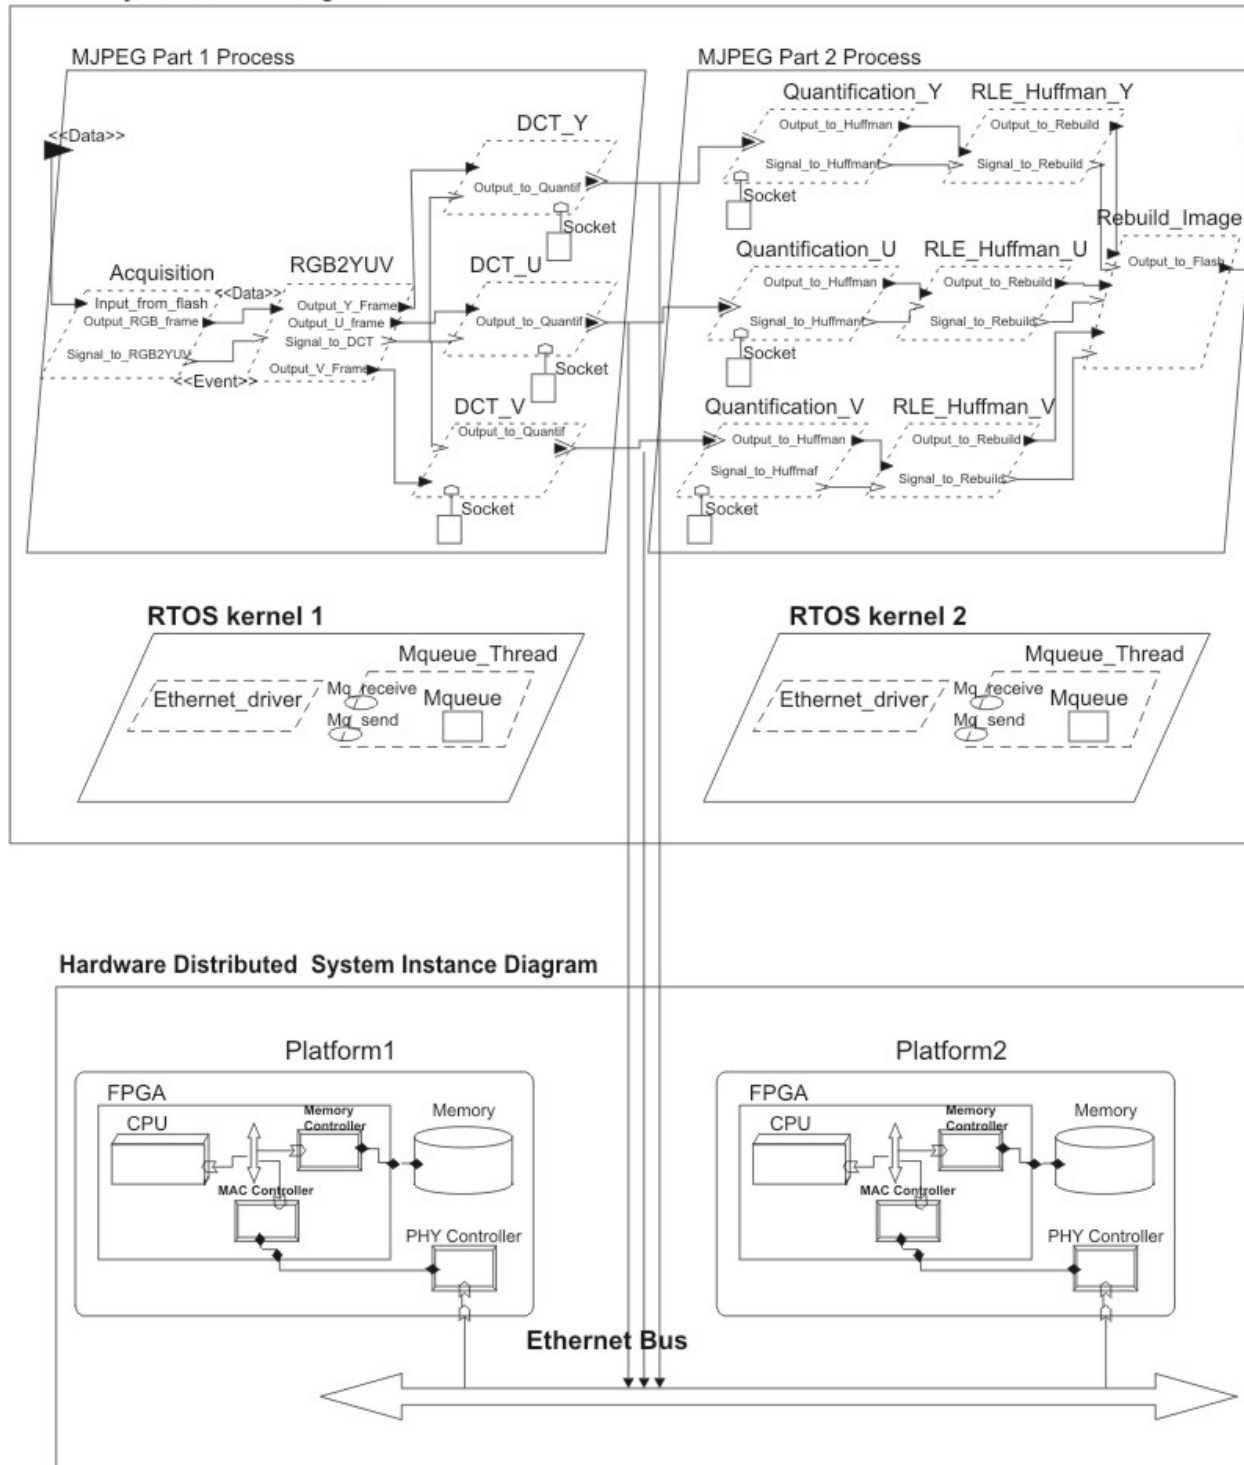 MJPEG Part 1 Process
<<Data>>
DCT_Y
Output_to_Quantif
Socket
Acquisition
Input_from_flash
Output_RGB_frame
Signal_to_RGB2YUV
<<Data>>
<<Event>>
RGB2YUV
Output_Y_Frame
Output_U_frame
Signal_to_DCT
Output_V_Frame
DCT_U
Output_to_Quantif
Socket
DCT_V
Output_to_Quantif
Socket
MJPEG Part 2 Process
Quantification_Y
Output_to_Huffman
Signal_to_Huffman
Socket
RLE_Huffman_Y
Output_to_Rebuild
Signal_to_Rebuild
Rebuild_Image
Output_to_Flash
Quantification_U
Output_to_Huffman
Signal_to_Huffman
Socket
RLE_Huffman_U
Output_to_Rebuild
Signal_to_Rebuild
Quantification_V
Output_to_Huffman
Signal_to_Huffmaf
Socket
RLE_Huffman_V
Output_to_Rebuild
Signal_to_Rebuild
RTOS kernel 1
Mqueue_Thread
Ethernet_driver
Mq_receive
Mq_send
Mqueue
RTOS kernel 2
Mqueue_Thread
Ethernet_driver
Mq_receive
Mq_send
Mqueue
Hardware Distributed System Instance Diagram
Platform1
FPGA
CPU
Memory
Controller
Memory
MAC Controller
PHY Controller
Platform2
FPGA
CPU
Memory
Controller
Memory
MAC Controller
PHY Controller
Ethernet Bus